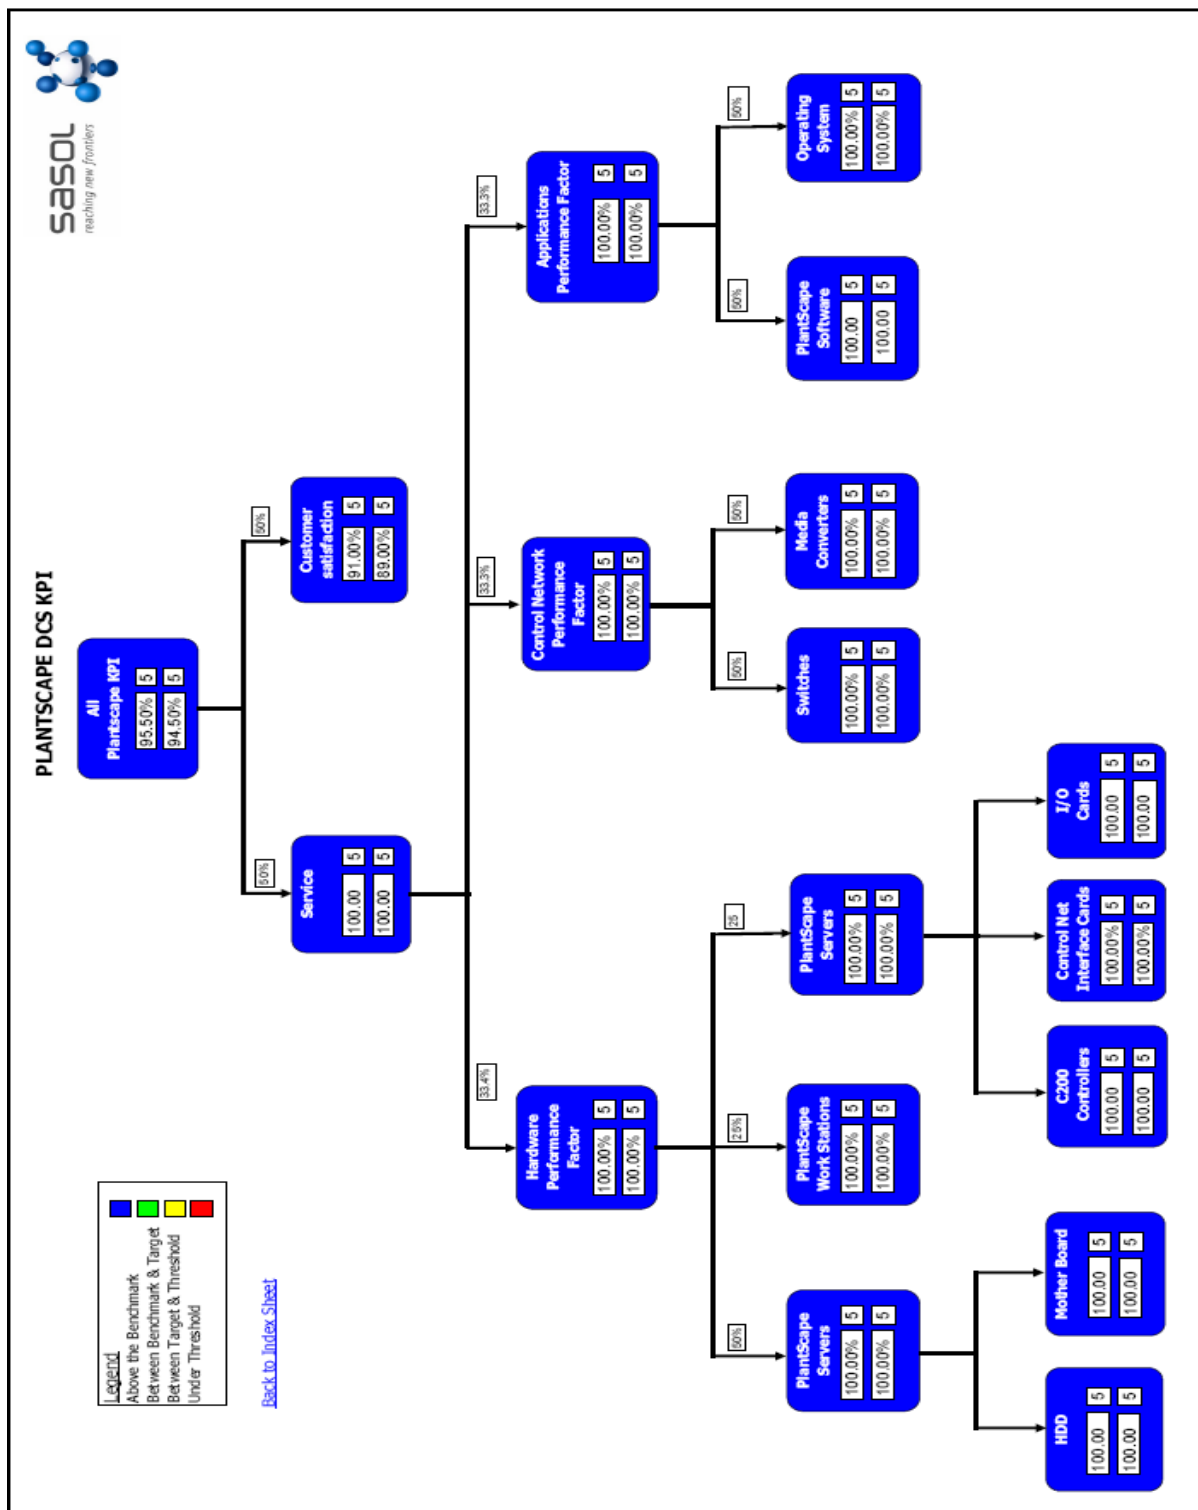 sasol
reaching new frontiers
PLANTSCAPE DCS KPI
Legend
Above the Benchmark
Between Benchmark & Target
Between Target & Threshold
Under Threshold
Back to Index Sheet
All
Plantscape KPI
95.50% 5
94.50% 5
50%
50%
Service
100.00 5
100.00 5
Customer
satisfaction
91.00% 5
89.00% 5
33.4%
33.3%
33.3%
Hardware
Performance
Factor
100.00% 5
100.00% 5
Control Network
Performance
Factor
100.00% 5
100.00% 5
Applications
Performance Factor
100.00% 5
100.00% 5
50%
25%
25
50%
50%
50%
50%
PlantScape
Servers
100.00% 5
100.00% 5
PlantScape
Work Stations
100.00% 5
100.00% 5
PlantScape
Servers
100.00% 5
100.00% 5
Switches
100.00% 5
100.00% 5
Media
Converters
100.00% 5
100.00% 5
PlantScape
Software
100.00 5
100.00 5
Operating
System
100.00% 5
100.00% 5
HDD
100.00 5
100.00 5
Mother Board
100.00 5
100.00 5
C200
Controllers
100.00 5
100.00 5
Control Net
Interface Cards
100.00% 5
100.00% 5
I/O
Cards
100.00 5
100.00 5